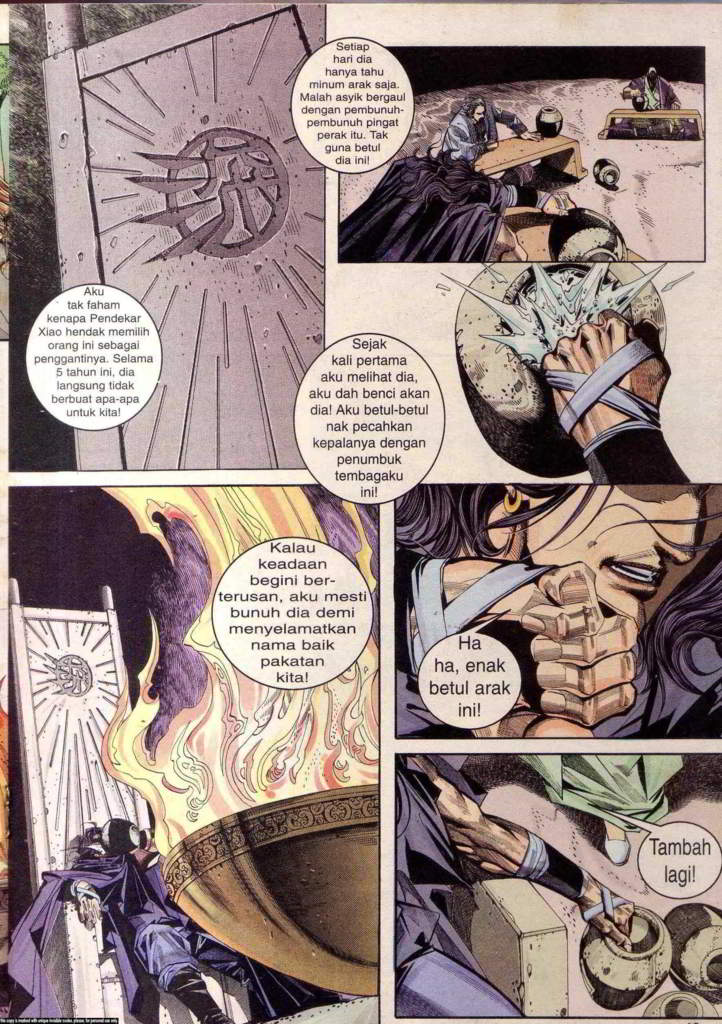 Setiap
hari dia
hanya tahu
minum arak saja.
Malah asyik bergaul
dengan pembunuh-
pembunuh pingat
perak itu. Tak
guna betul
dia ini!
Aku
tak faham
kenapa Pendekar
Xiao hendak memilih
orang ini sebagai
penggantinya. Selama
5 tahun ini, dia
langsung tidak
berbuat apa-apa
untuk kita!
Sejak
kali pertama
aku melihat dia,
aku dah benci akan
dia! Aku betul-betul
nak pecahkan
kepalanya dengan
penumbuk
tembagaku
ini!
Kalau
keadaan
begini ber-
terusan, aku mesti
bunuh dia demi
menyelamatkan
nama baik
pakatan
kita!
Ha
ha, enak
betul arak
ini!
Tambah
lagi!